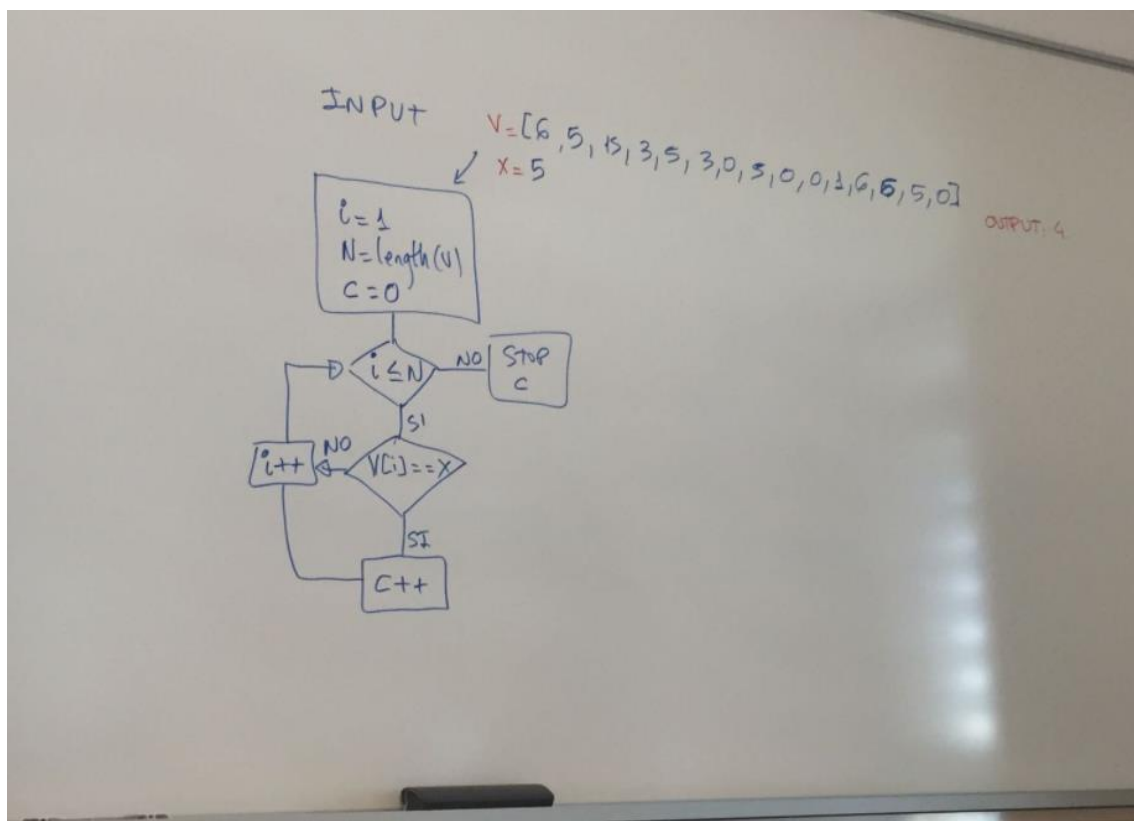 INPUT
V=[6,5,15,3,5,3,0,5,0,0,1,6,5,5,0]
X=5
OUTPUT: 4
i=1
N=length(V)
C=0
i≤N
NO
STOP
C
SI
i++
NO
V[i]==X
SI
C++